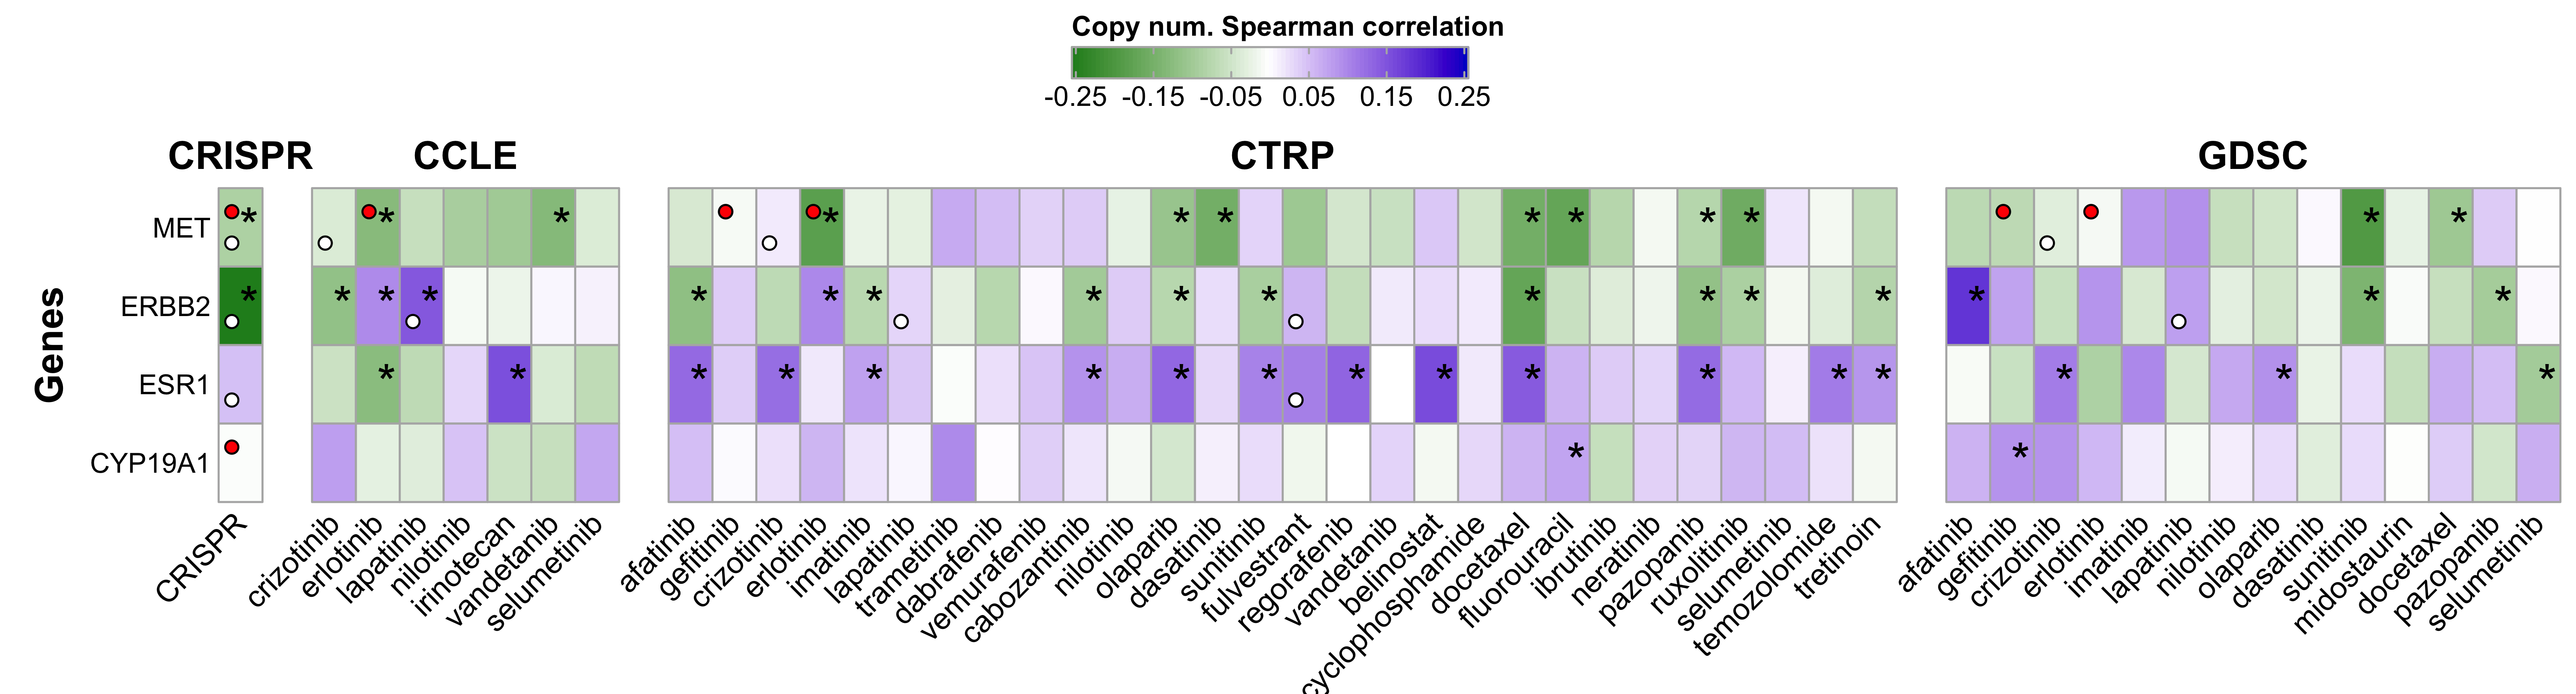 Copy num. Spearman correlation
-0.25 -0.15 -0.05 0.05 0.15 0.25
CRISPR CCLE CTRP GDSC
Genes
MET
ERBB2
ESR1
CYP19A1
CRISPR
crizotinib
erlotinib
lapatinib
nilotinib
irinotecan
vandetanib
selumetinib
afatinib
gefitinib
crizotinib
erlotinib
imatinib
lapatinib
trametinib
dabrafenib
vemurafenib
cabozantinib
nilotinib
olaparib
dasatinib
sunitinib
fulvestrant
regorafenib
vandetanib
belinostat
cyclophosphamide
docetaxel
fluorouracil
ibrutinib
neratinib
pazopanib
ruxolitinib
selumetinib
temozolomide
tretinoin
afatinib
gefitinib
crizotinib
erlotinib
imatinib
lapatinib
nilotinib
olaparib
dasatinib
sunitinib
midostaurin
docetaxel
pazopanib
selumetinib